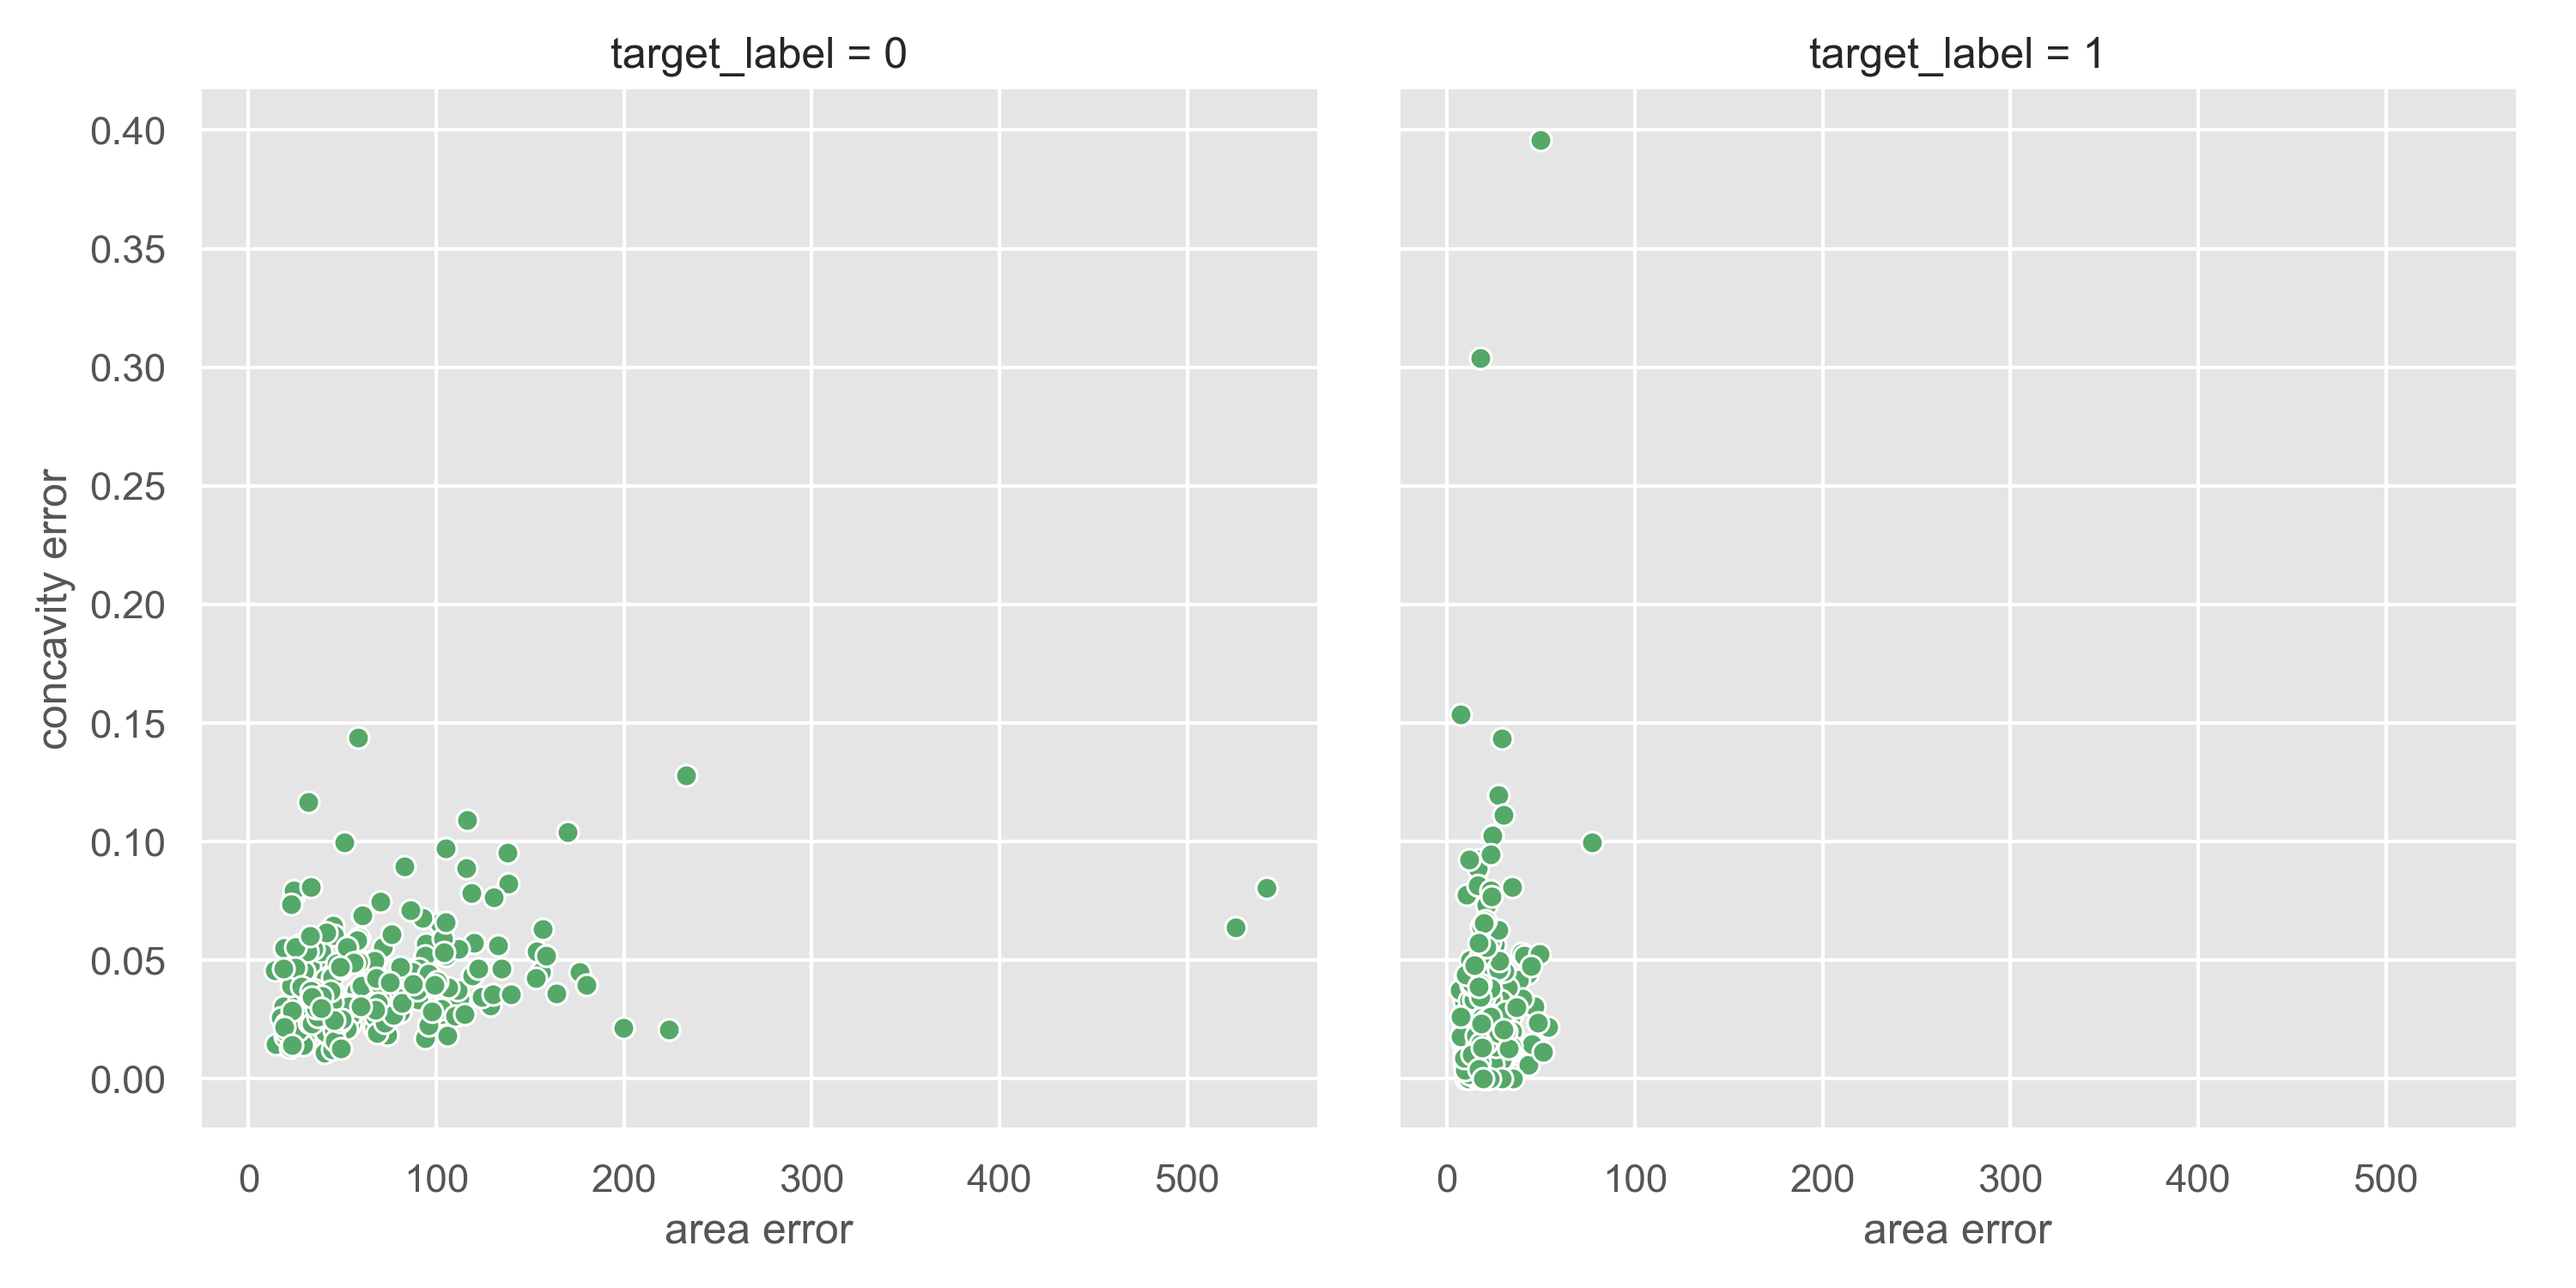 target_label = 0
target_label = 1
0.40
0.35
0.30
0.25
0.20
0.15
0.10
0.05
0.00
concavity error
0 100 200 300 400 500
0 100 200 300 400 500
area error
area error